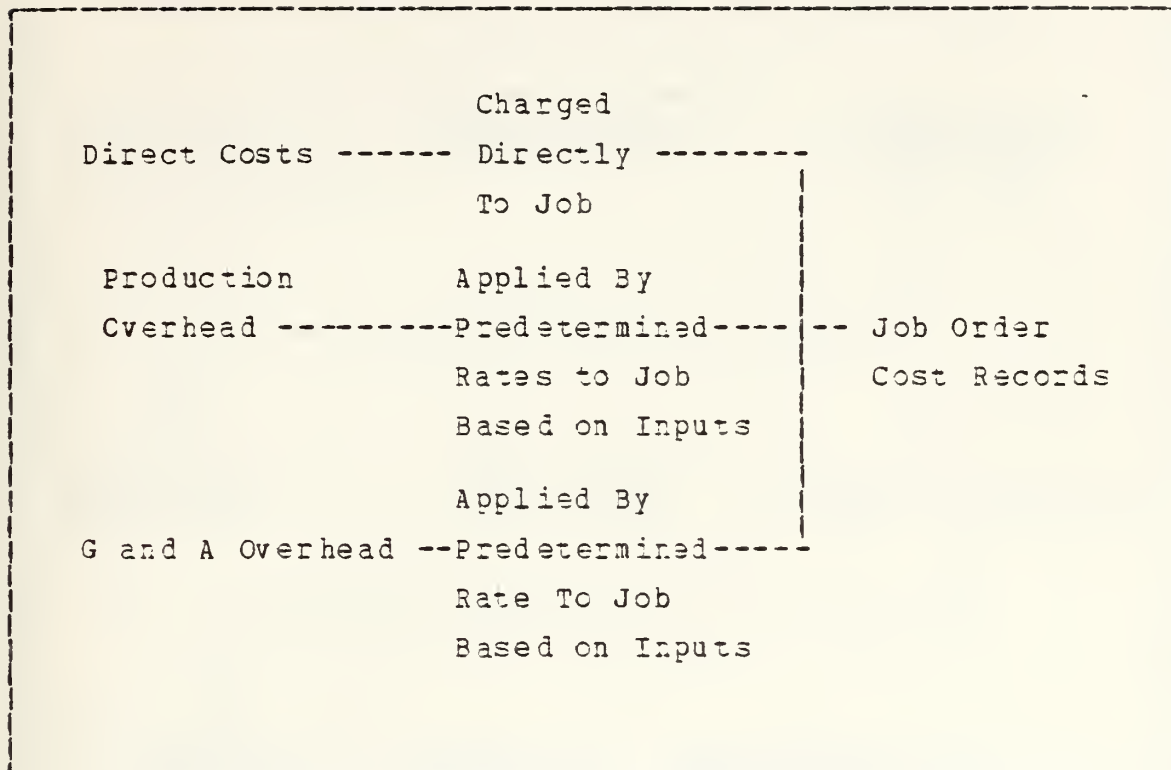 Charged
Direct Costs ------ Directly --------
To Job
Production Applied By
Overhead ---------Predetermined----|-- Job Order
Rates to Job Cost Records
Based on Inputs
Applied By
G and A Overhead --Predetermined-----
Rate To Job
Based on Inputs